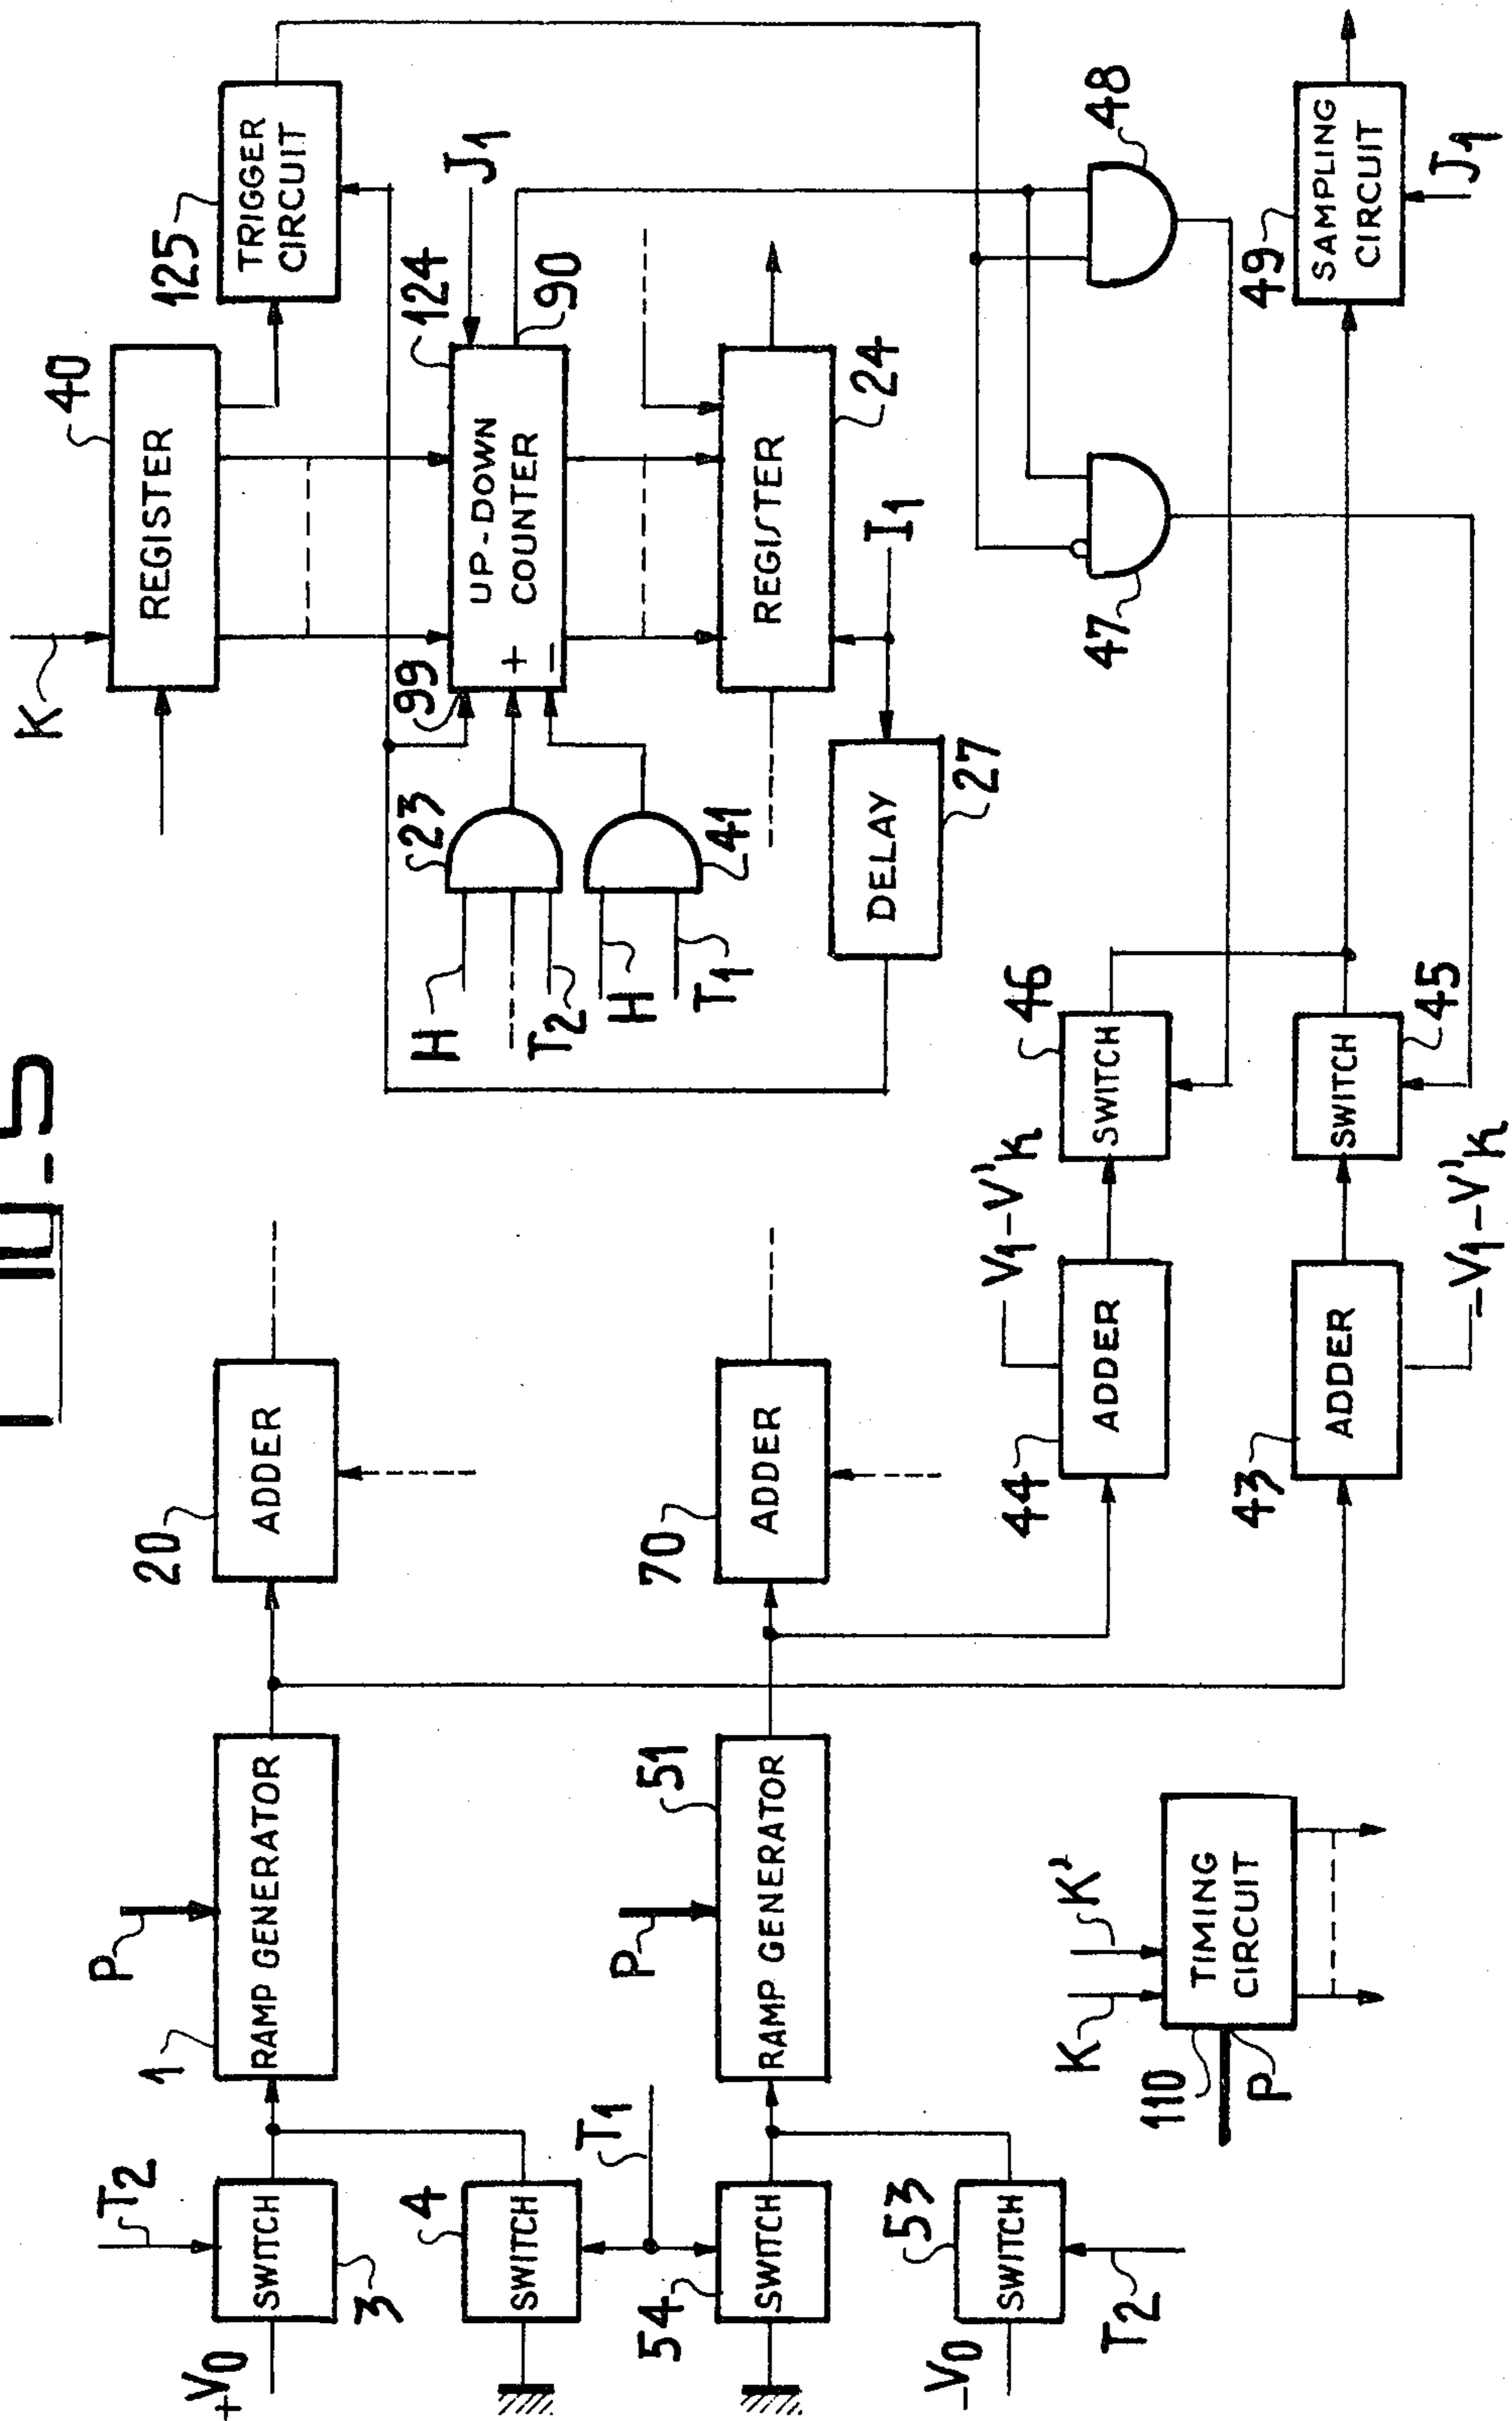 FIG_5
+V0
T2
SWITCH
3
4
SWITCH
T1
54
SWITCH
-V0
53
SWITCH
T2
1
P
RAMP GENERATOR
P
51
RAMP GENERATOR
K
K'
110
P
TIMING
CIRCUIT
20
ADDER
70
ADDER
44
ADDER
V1-V'K
43
ADDER
-V1-V'K
46
SWITCH
SWITCH
45
K
40
REGISTER
125
TRIGGER
CIRCUIT
99
124
J1
UP-DOWN
COUNTER
+
-
90
H
23
T2
H
41
T1
REGISTER
24
I1
DELAY
27
47
48
49
SAMPLING
CIRCUIT
J1